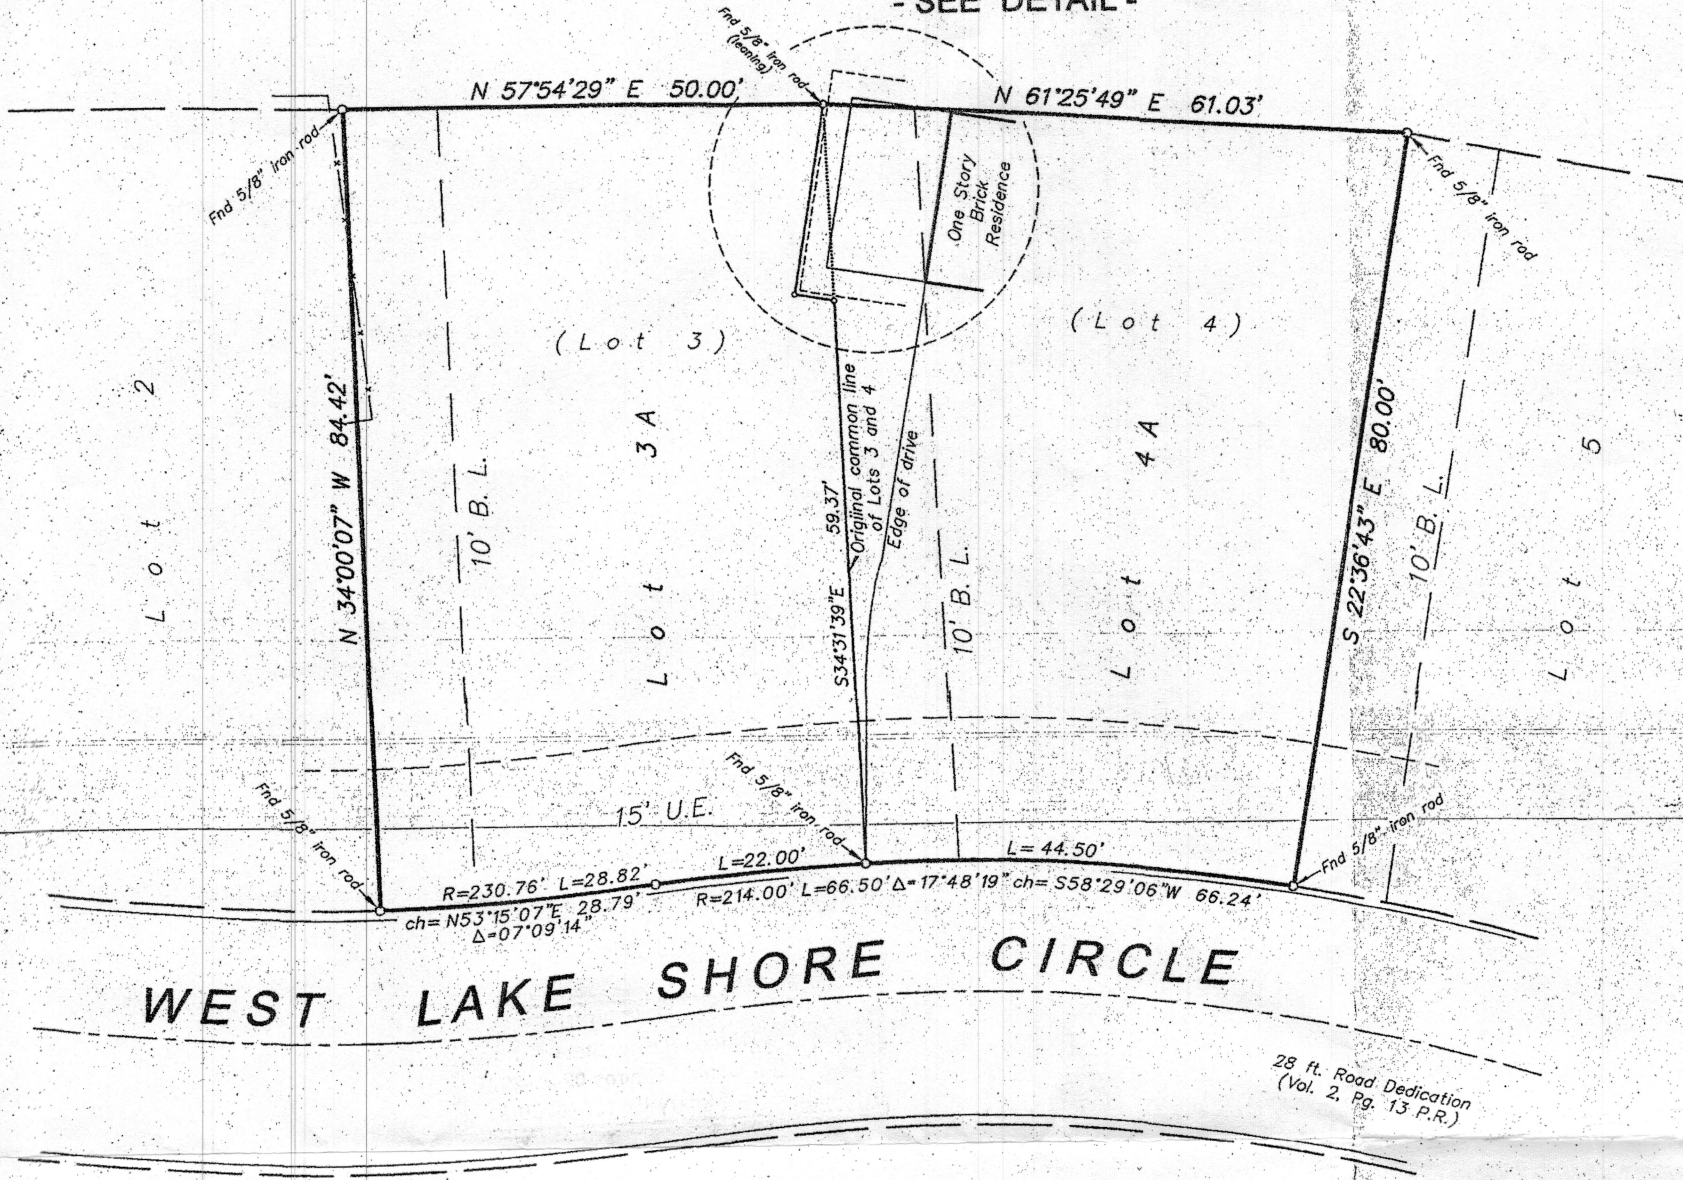 - SEE DETAIL -
Fnd 5/8" iron rod
(leaning)
N 57°54'29" E 50.00'
N 61°25'49" E 61.03'
Fnd 5/8" iron rod
Fnd 5/8" iron rod
One Story
Brick
Residence
(Lot 3)
(Lot 4)
Lot 2
N 34°00'07" W 84.42'
10' B. L.
Lot 3A
S34°31'39"E 59.37'
Origiinal common line
of Lots 3 and 4
Edge of drive
10' B. L.
Lot 4A
S 22°36'43" E 80.00'
10' B. L.
Lot 5
Fnd 5/8" iron rod
15' U.E.
Fnd 5/8" iron rod
Fnd 5/8" iron rod
R=230.76' L=28.82'
L=22.00'
L= 44.50'
ch= N53°15'07"E 28.79'
Δ=07°09'14"
R=214.00' L=66.50' Δ=17°48'19" ch= S58°29'06"W 66.24'
WEST LAKE SHORE CIRCLE
28 ft. Road Dedication
(Vol. 2, Pg. 13 P.R.)